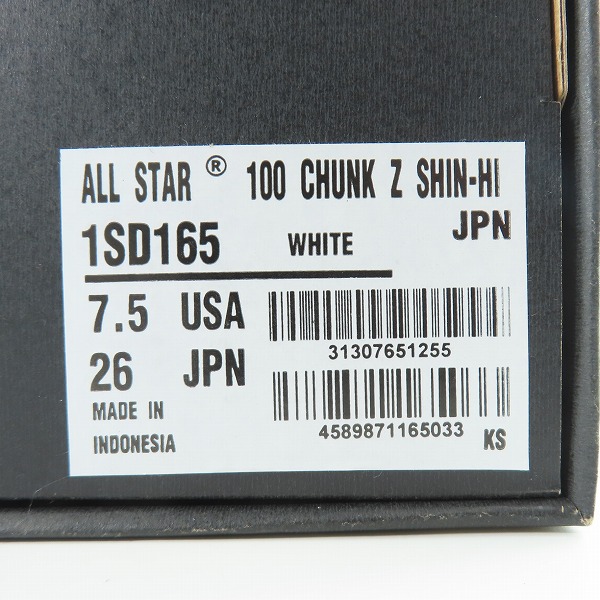 ALL STAR ® 100 CHUNK Z SHIN-HI
1SD165 WHITE JPN
7.5 USA
31307651255
26 JPN
MADE IN
INDONESIA
4589871165033 KS